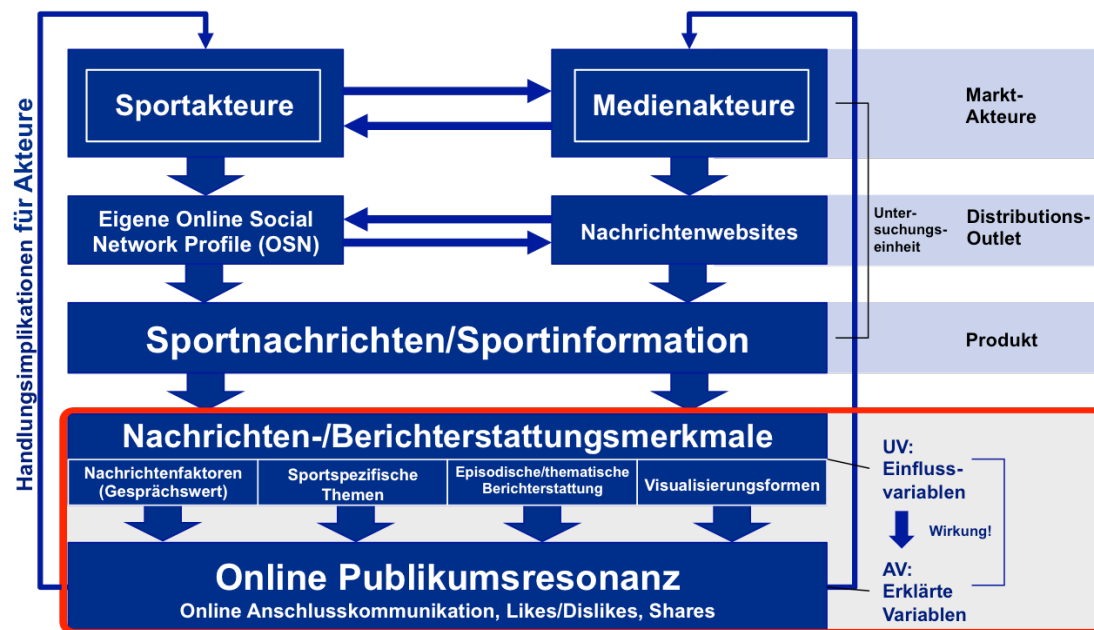 Handlungsimplikationen für Akteure
Sportakteure
Medienakteure
Markt-
Akteure
Eigene Online Social
Network Profile (OSN)
Nachrichtenwebsites
Unter-
suchungs-
einheit
Distributions-
Outlet
Sportnachrichten/Sportinformation
Produkt
Nachrichten-/Berichterstattungsmerkmale
Nachrichtenfaktoren
(Gesprächswert)
Sportspezifische
Themen
Episodische/thematische
Berichterstattung
Visualisierungsformen
UV:
Einfluss-
variablen
Wirkung!
Online Publikumsresonanz
Online Anschlusskommunikation, Likes/Dislikes, Shares
AV:
Erklärte
Variablen